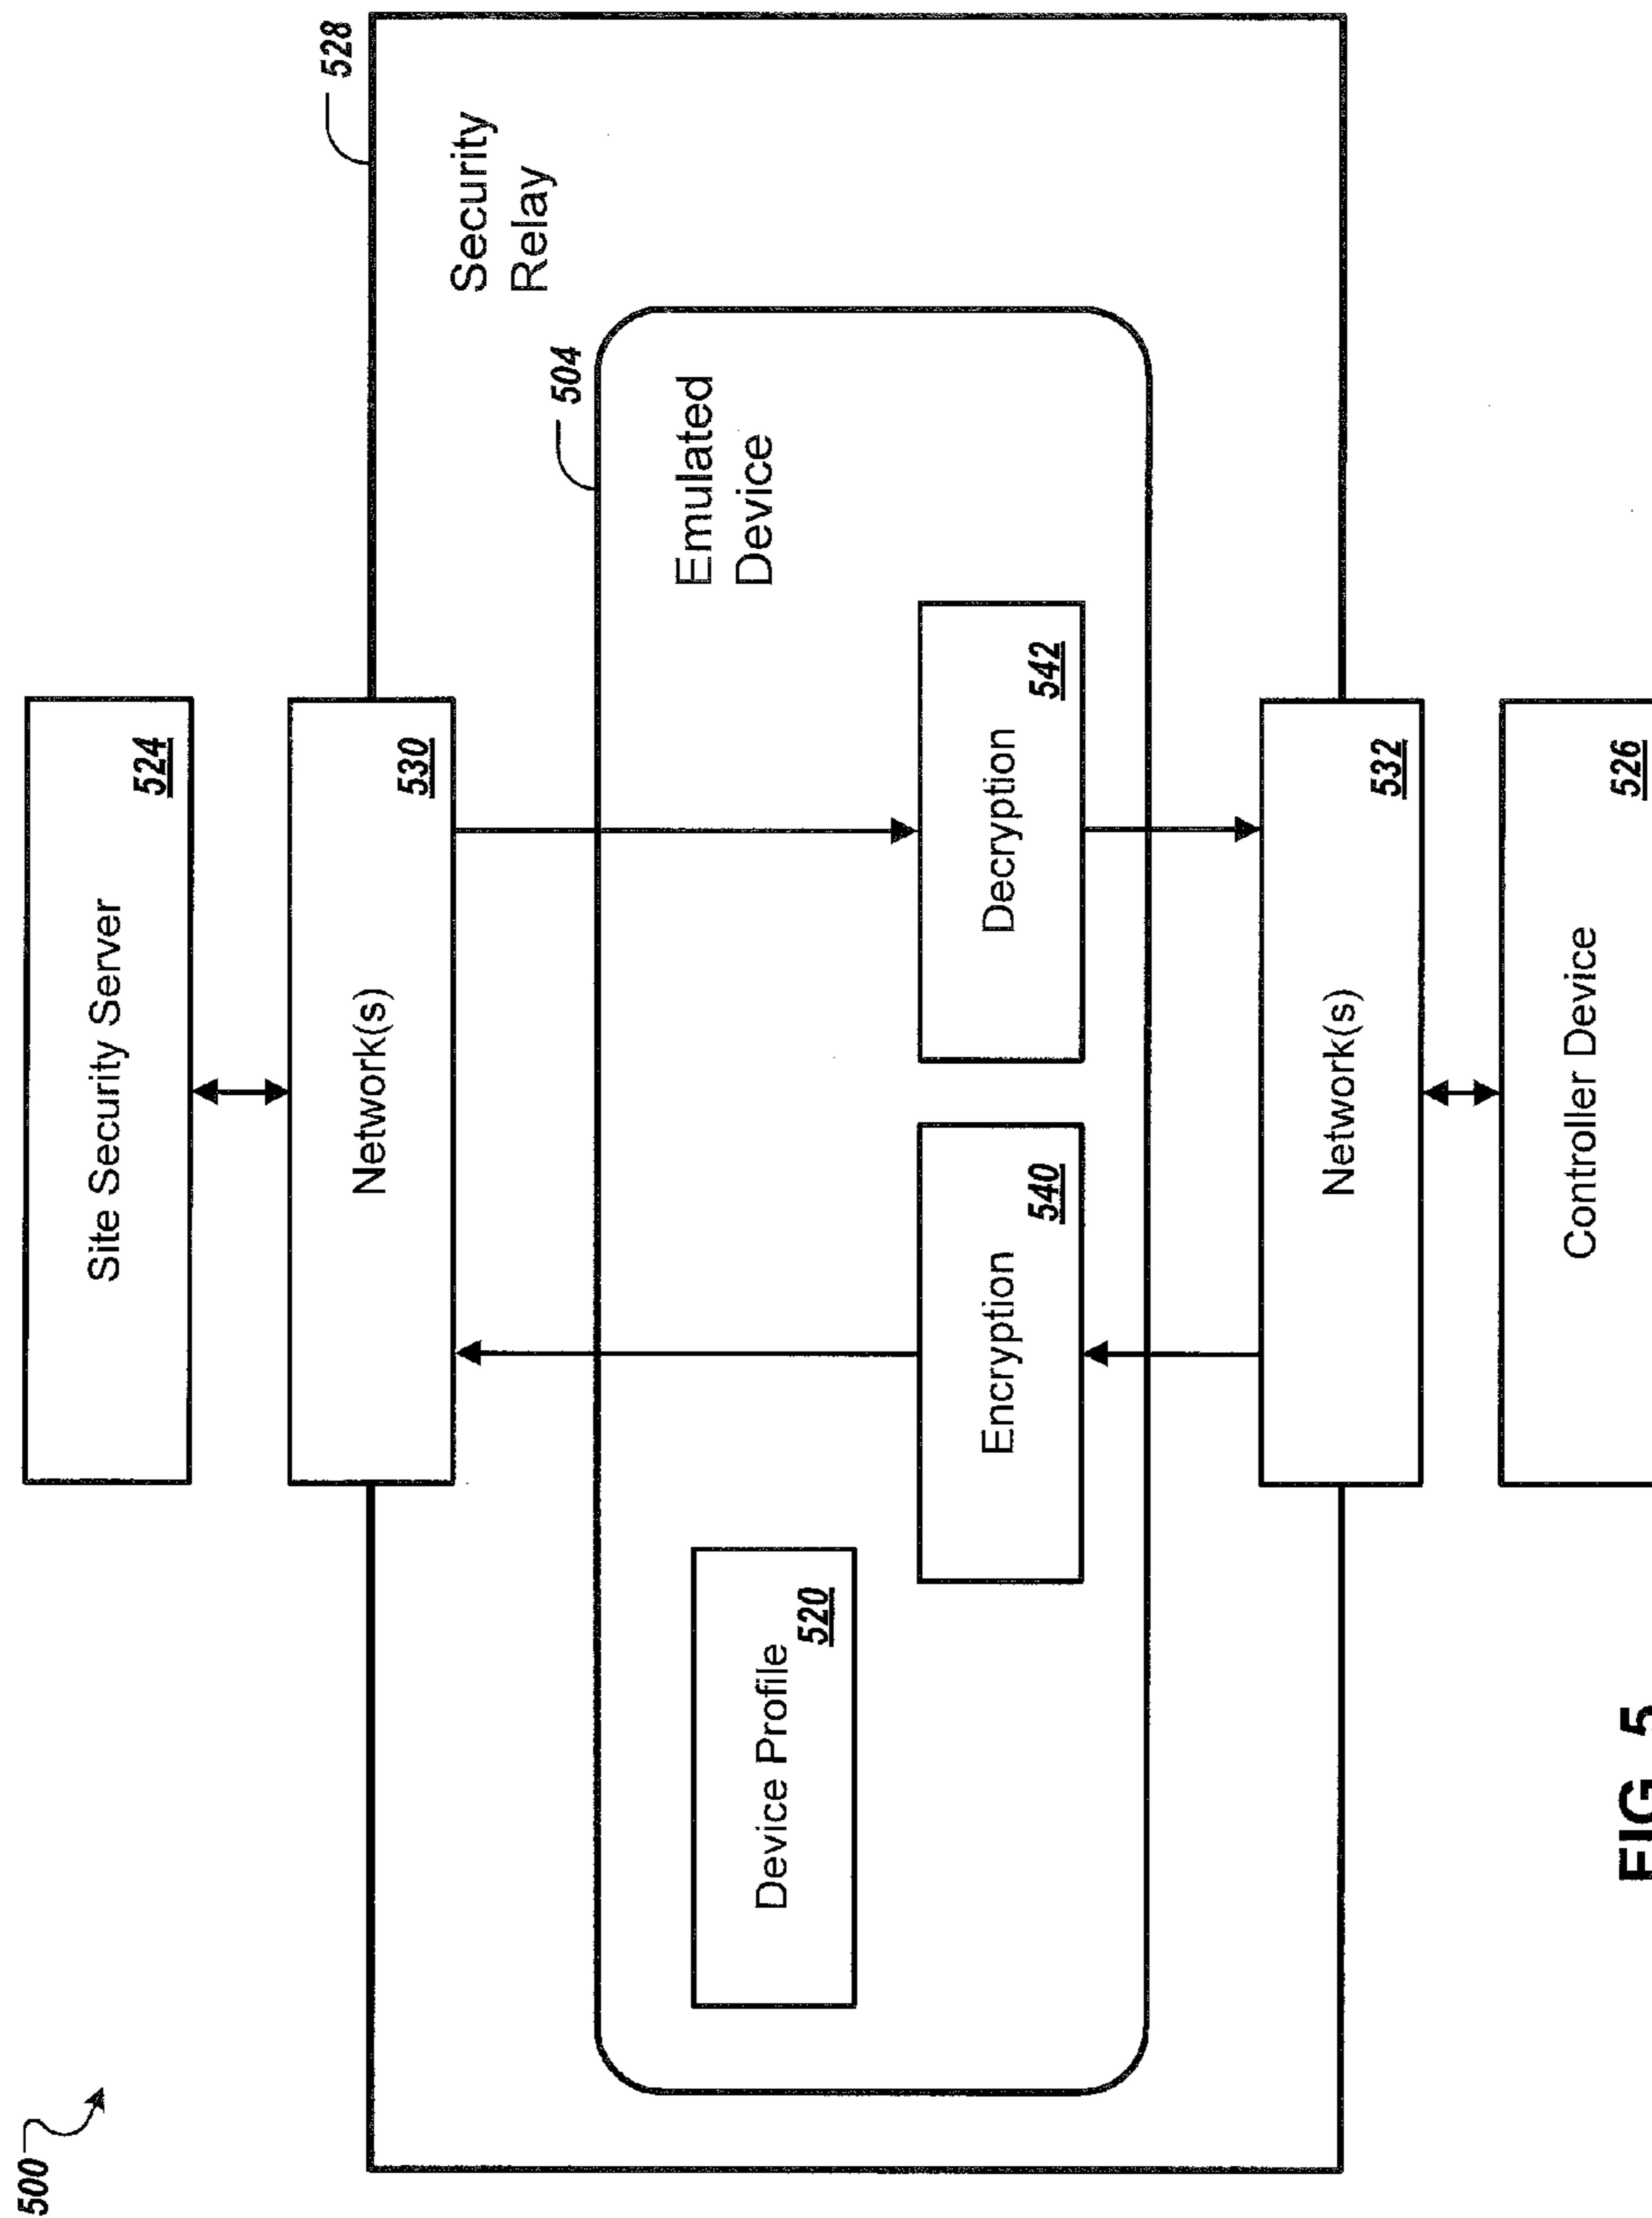 500
Site Security Server
524
Network(s)
530
528
Security
Relay
504
Emulated
Device
Device Profile
520
Encryption
540
Decryption
542
Network(s)
532
Controller Device
526
FIG. 5